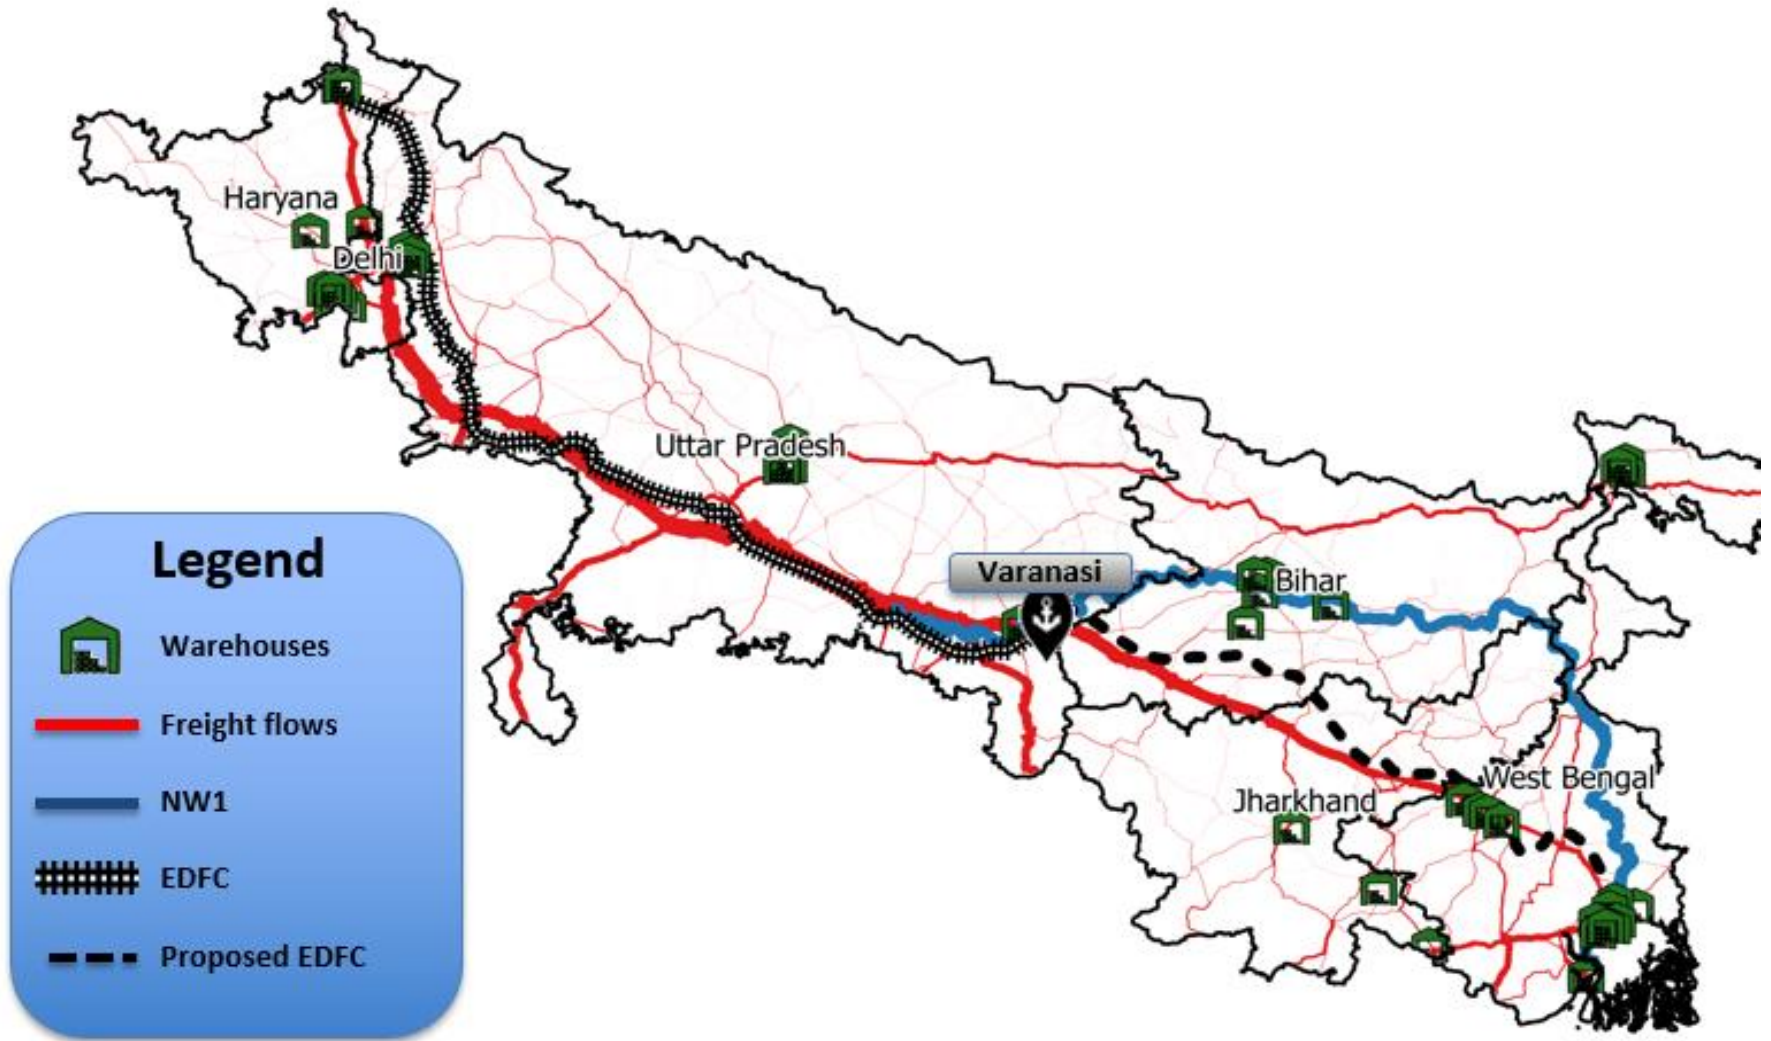 Haryana
Delhi
Uttar Pradesh
Varanasi
Bihar
West Bengal
Jharkhand
Legend
Warehouses
Freight flows
NW1
EDFC
Proposed EDFC